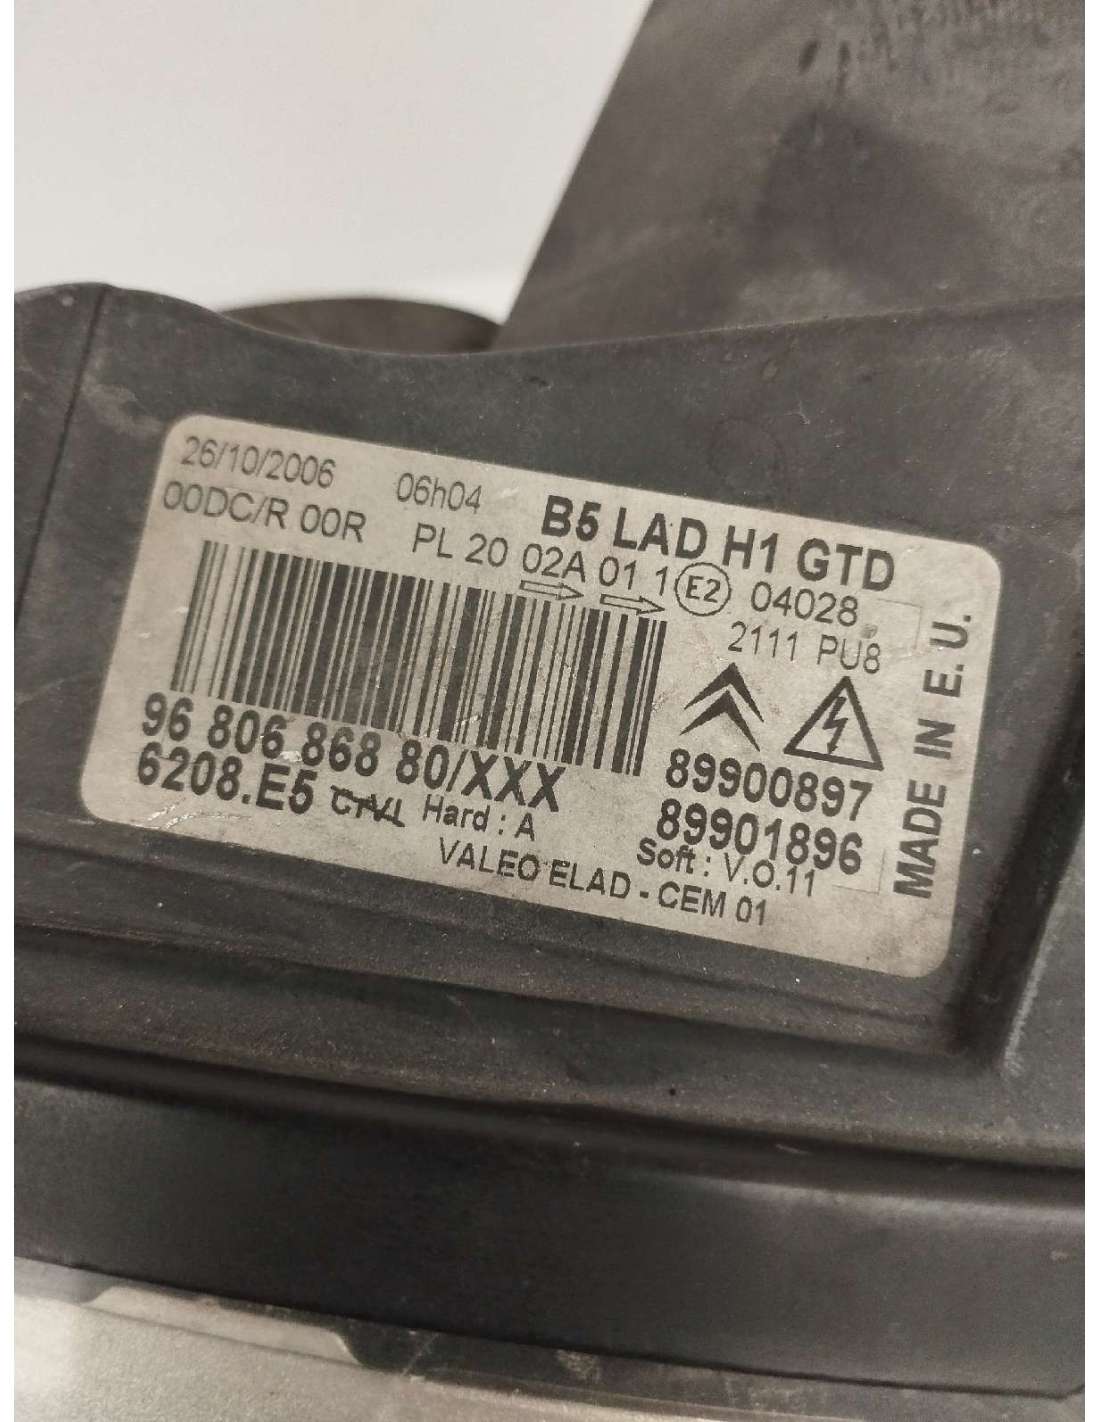 26/10/2006 06h04 B5 LAD H1 GTD
00DC/R 00R PL 20 02A 01 1 E2 04028
2111 PU8
96 806 868 80/XXX
89900897
6208.E5 Hard : A
89901896
Soft : V.O.11
VALEO ELAD - CEM 01
MADE IN E.U.